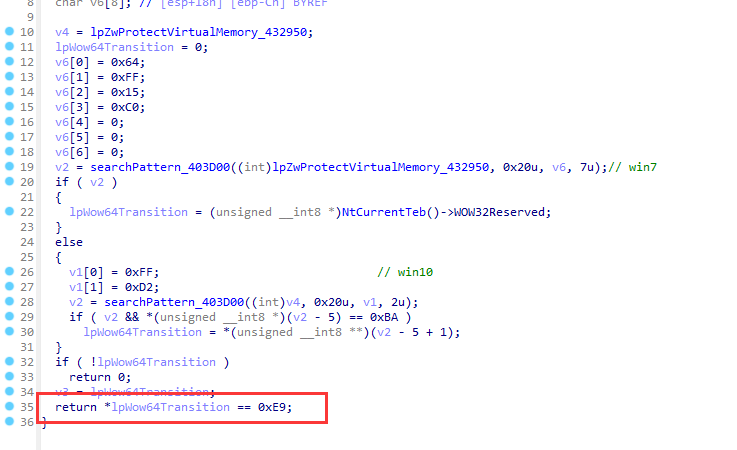 8 char v6[8]; // [esp+18h] [ebp-Ch] BYREF
9
10 v4 = lpZwProtectVirtualMemory_432950;
11 lpWow64Transition = 0;
12 v6[0] = 0x64;
13 v6[1] = 0xFF;
14 v6[2] = 0x15;
15 v6[3] = 0xC0;
16 v6[4] = 0;
17 v6[5] = 0;
18 v6[6] = 0;
19 v2 = searchPattern_403D00((int)lpZwProtectVirtualMemory_432950, 0x20u, v6, 7u);// win7
20 if ( v2 )
21 {
22 lpWow64Transition = (unsigned __int8 *)NtCurrentTeb()->WOW32Reserved;
23 }
24 else
25 {
26 v1[0] = 0xFF; // win10
27 v1[1] = 0xD2;
28 v2 = searchPattern_403D00((int)v4, 0x20u, v1, 2u);
29 if ( v2 && *(unsigned __int8 *)(v2 - 5) == 0xBA )
30 lpWow64Transition = *(unsigned __int8 **)(v2 - 5 + 1);
31 }
32 if ( !lpWow64Transition )
33 return 0;
34 v3 = lpWow64Transition;
35 return *lpWow64Transition == 0xE9;
36 }